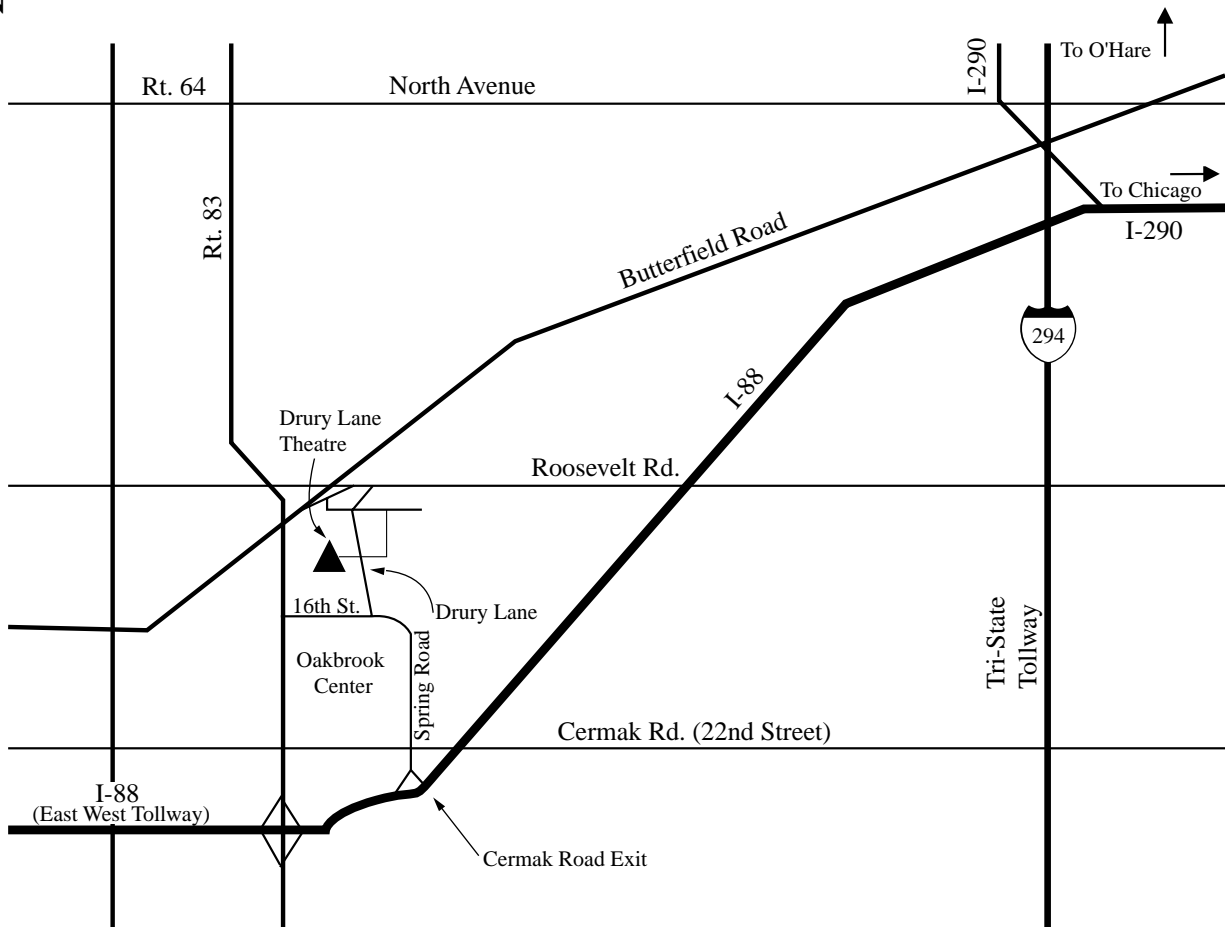 To O'Hare
Rt. 64
North Avenue
I-290
To Chicago
I-290
Rt. 83
Butterfield Road
294
I-88
Drury Lane
Theatre
Roosevelt Rd.
16th St.
Drury Lane
Oakbrook
Center
Spring Road
Tri-State
Tollway
Cermak Rd. (22nd Street)
I-88
(East West Tollway)
Cermak Road Exit